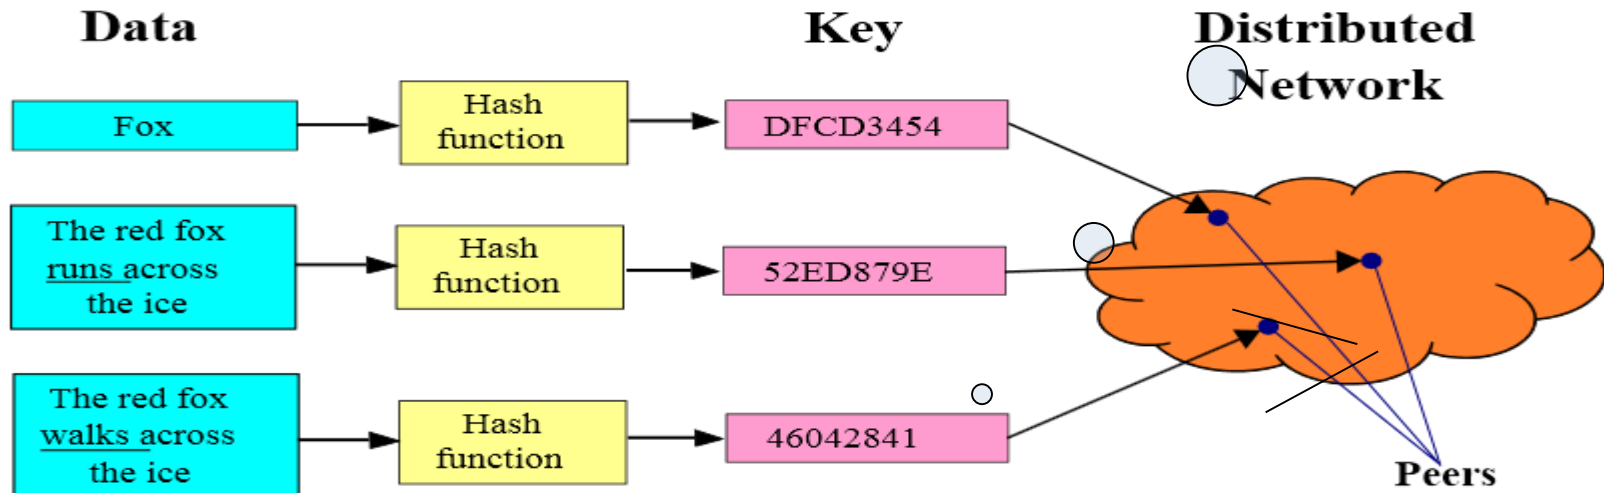 Data
Key
Distributed
Network
Fox
Hash
function
DFCD3454
The red fox
runs across
the ice
Hash
function
52ED879E
The red fox
walks across
the ice
Hash
function
46042841
Peers